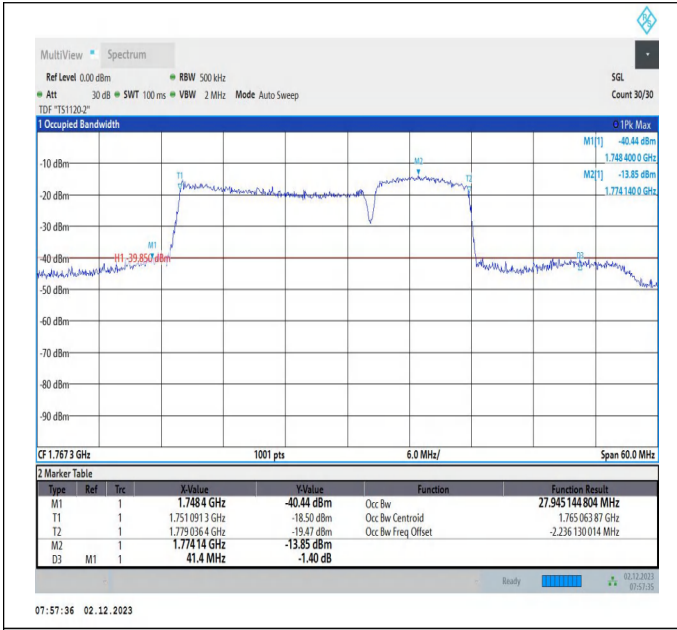 MultiView Spectrum
Ref Level 0.00 dBm RBW 500 kHz SGL
Att 30 dB SWT 100 ms VBW 2 MHz Mode Auto Sweep Count 30/30
TDF "TS1120-2"
1 Occupied Bandwidth 1Pk Max
M1[1] -40.44 dBm
1.748 400 0 GHz
M2[1] -13.85 dBm
1.774 140 0 GHz
-10 dBm
M2
T1 T2
-20 dBm
-30 dBm
M1
-40 dBm H1 -39.850 dBm D3
-50 dBm
-60 dBm
-70 dBm
-80 dBm
-90 dBm
CF 1.767 3 GHz 1001 pts 6.0 MHz/ Span 60.0 MHz
2 Marker Table
Type Ref Trc X-Value Y-Value Function Function Result
M1 1 1.748 4 GHz -40.44 dBm Occ Bw 27.945 144 804 MHz
T1 1 1.751 091 3 GHz -18.50 dBm Occ Bw Centroid 1.765 063 87 GHz
T2 1 1.779 036 4 GHz -19.47 dBm Occ Bw Freq Offset -2.236 130 014 MHz
M2 1 1.774 14 GHz -13.85 dBm
D3 M1 1 41.4 MHz -1.40 dB
Ready 02.12.2023
07:57:35
07:57:36 02.12.2023